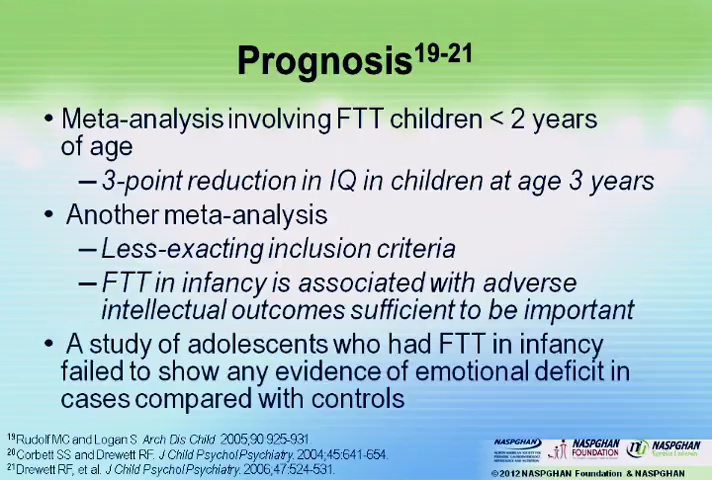 Prognosis19-21
• Meta-analysis involving FTT children < 2 years
of age
– 3-point reduction in IQ in children at age 3 years
• Another meta-analysis
– Less-exacting inclusion criteria
– FTT in infancy is associated with adverse
intellectual outcomes sufficient to be important
• A study of adolescents who had FTT in infancy
failed to show any evidence of emotional deficit in
cases compared with controls
19Rudolf MC and Logan S. Arch Dis Child. 2005;90:925-931.
20Corbett SS and Drewett RF. J Child Psychol Psychiatry. 2004;45:641-654.
21Drewett RF, et al. J Child Psychol Psychiatry. 2006;47:524-531.
NASPGHAN
NASPGHAN
FOUNDATION
NASPGHAN
©2012 NASPGHAN Foundation & NASPGHAN